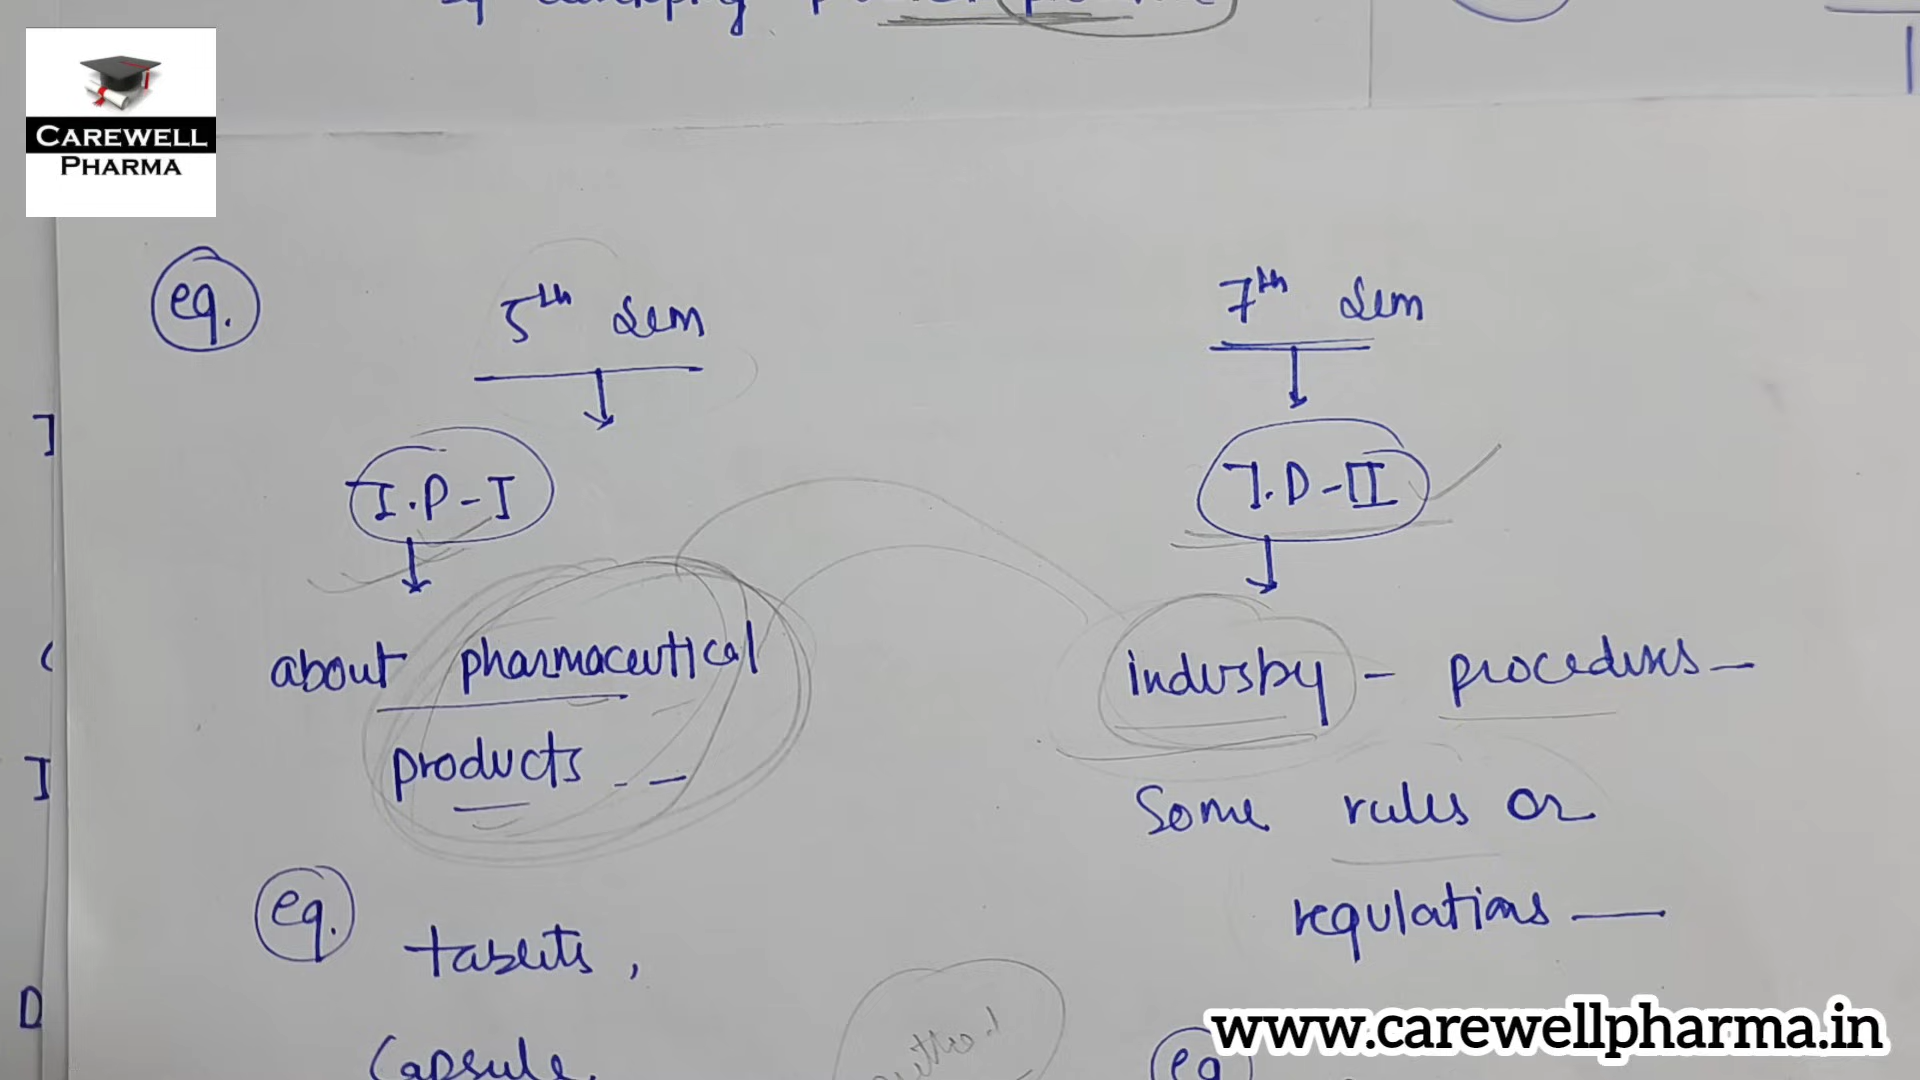 CAREWELL
PHARMA
eg.
5th Sem
7th Sem
I.P-I
I.P-II
about pharmaceutical
products --
industry - procedures -
Some rules or
regulations —
eg.
tablets,
Capsule,
eg
www.carewellpharma.in